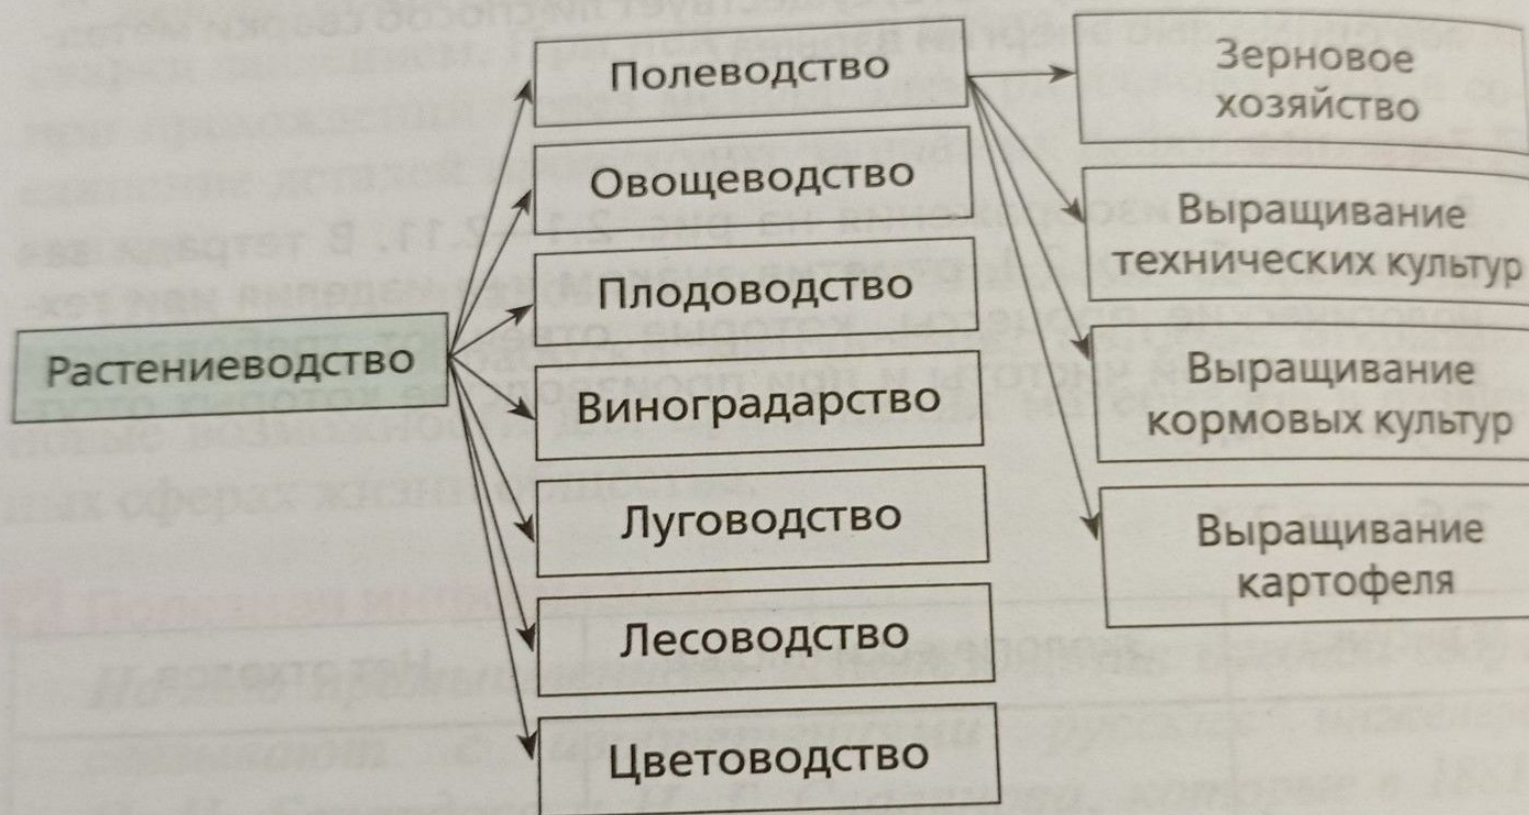 Растениеводство
Полеводство
Овощеводство
Плодоводство
Виноградарство
Луговодство
Лесоводство
Цветоводство
Зерновое
хозяйство
Выращивание
технических культур
Выращивание
кормовых культур
Выращивание
картофеля